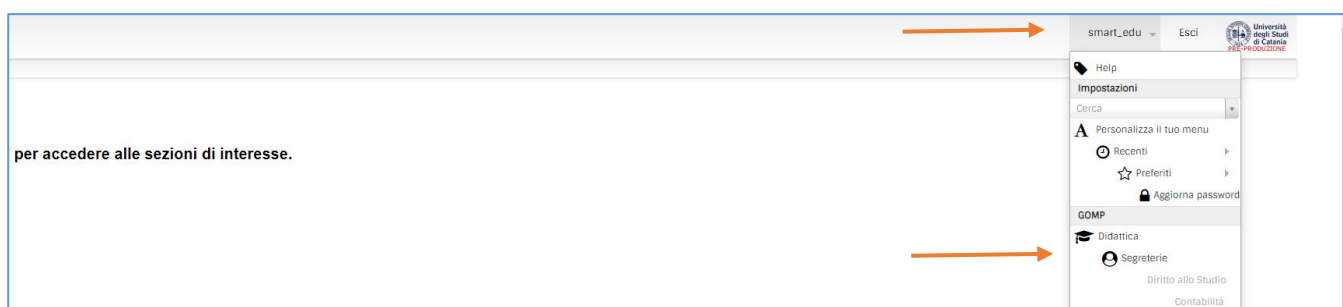 smart_edu
Esci
Università
degli Studi
di Catania
PRE-PRODUZIONE
Help
Impostazioni
Cerca
Personalizza il tuo menu
per accedere alle sezioni di interesse.
Recenti
Preferiti
Aggiorna password
GOMP
Didattica
Segreterie
Diritto allo Studio
Contabilità